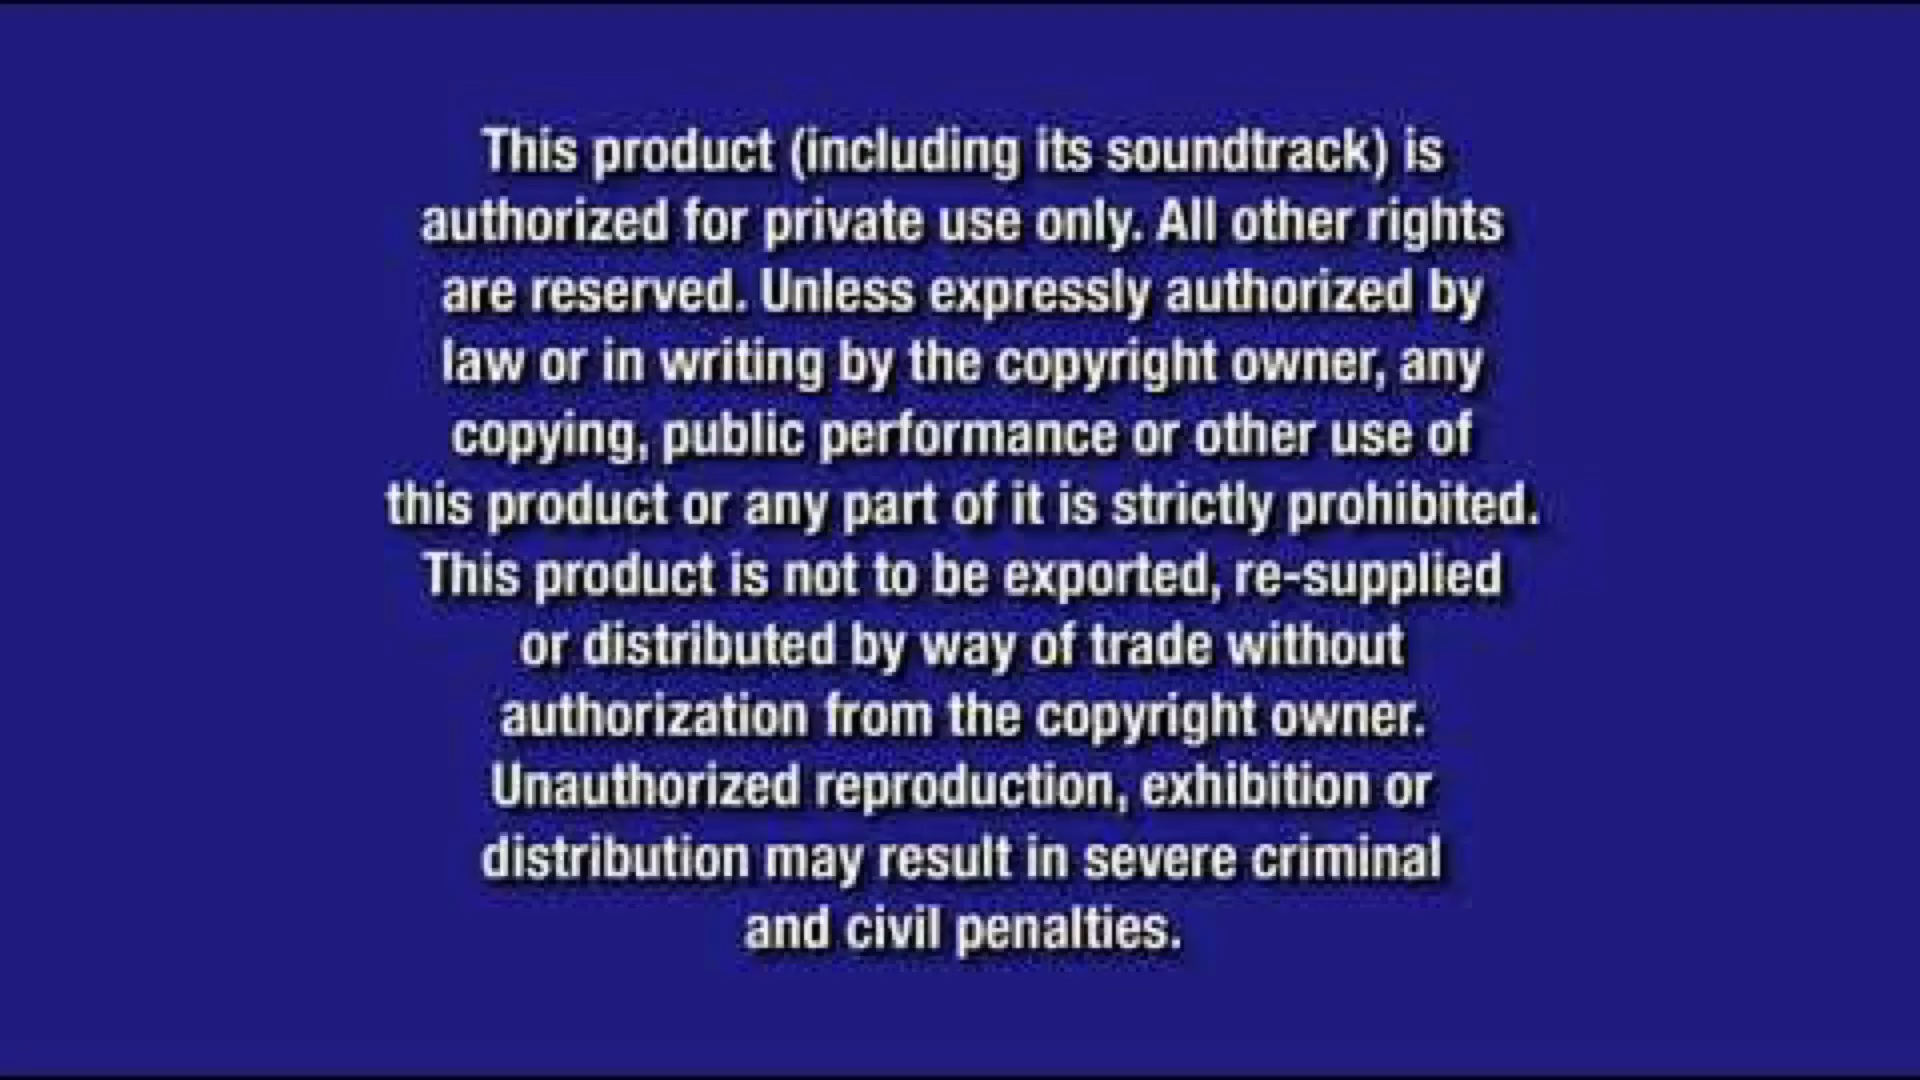 This product (including its soundtrack) is
authorized for private use only. All other rights
are reserved. Unless expressly authorized by
law or in writing by the copyright owner, any
copying, public performance or other use of
this product or any part of it is strictly prohibited.
This product is not to be exported, re-supplied
or distributed by way of trade without
authorization from the copyright owner.
Unauthorized reproduction, exhibition or
distribution may result in severe criminal
and civil penalties.